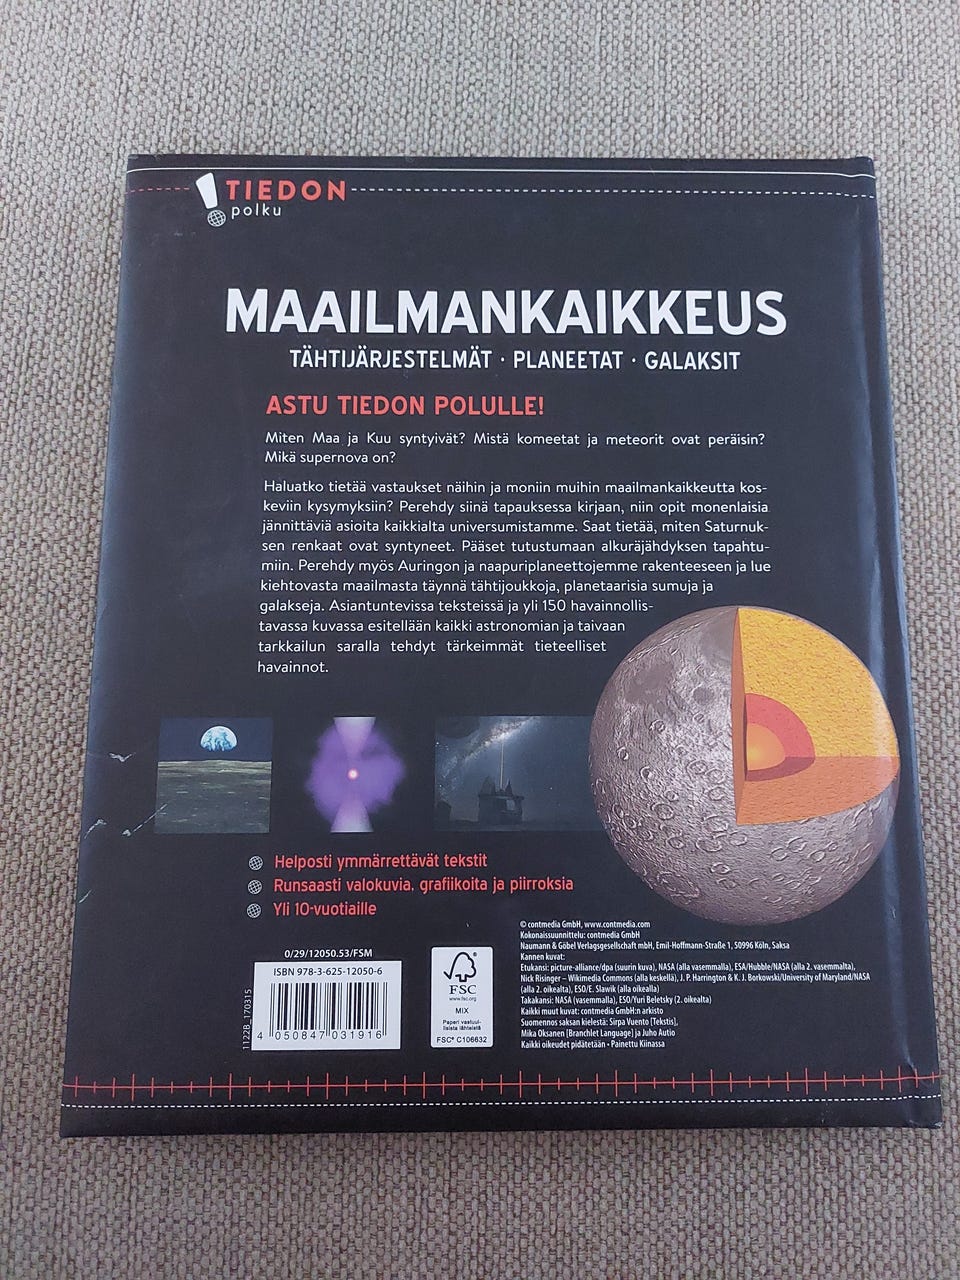 TIEDON
polku
MAAILMANKAIKKEUS
TÄHTIJÄRJESTELMÄT · PLANEETAT · GALAKSIT
ASTU TIEDON POLULLE!
Miten Maa ja Kuu syntyivät? Mistä komeetat ja meteorit ovat peräisin?
Mikä supernova on?
Haluatko tietää vastaukset näihin ja moniin muihin maailmankaikkeutta kos-
keviin kysymyksiin? Perehdy siinä tapauksessa kirjaan, niin opit monenlaisia
jännittäviä asioita kaikkialta universumistamme. Saat tietää, miten Saturnuk-
sen renkaat ovat syntyneet. Pääset tutustumaan alkuräjähdyksen tapahtu-
miin. Perehdy myös Auringon ja naapuriplaneettojemme rakenteeseen ja lue
kiehtovasta maailmasta täynnä tähtijoukkoja, planetaarisia sumuja ja
galakseja. Asiantuntevissa teksteissä ja yli 150 havainnollis-
tavassa kuvassa esitellään kaikki astronomian ja taivaan
tarkkailun saralla tehdyt tärkeimmät tieteelliset
havainnot.
Helposti ymmärrettävät tekstit
Runsaasti valokuvia, grafiikoita ja piirroksia
Yli 10-vuotiaille
0/29/12050.53/FSM
ISBN 978-3-625-12050-6
4 050847 031916
1122B_170315
FSC
www.fsc.org
MIX
Paperi vastuul-
lisista lähteistä
FSC® C106632
© contmedia GmbH, www.contmedia.com
Kokonaissuunnittelu: contmedia GmbH
Naumann & Göbel Verlagsgesellschaft mbH, Emil-Hoffmann-Straße 1, 50996 Köln, Saksa
Kannen kuvat:
Etukansi: picture-alliance/dpa (suurin kuva), NASA (alla vasemmalla), ESA/Hubble/NASA (alla 2. vasemmalta),
Nick Risinger – Wikimedia Commons (alla keskellä), J. P. Harrington & K. J. Borkowski/University of Maryland/NASA
(alla 2. oikealta), ESO/E. Slawik (alla oikealla)
Takakansi: NASA (vasemmalla), ESO/Yuri Beletsky (2. oikealta)
Kaikki muut kuvat: contmedia GmbH:n arkisto
Suomennos saksan kielestä: Sirpa Vuento [Tekstis],
Mika Oksanen [Branchlet Language] ja Juho Autio
Kaikki oikeudet pidätetään · Painettu Kiinassa